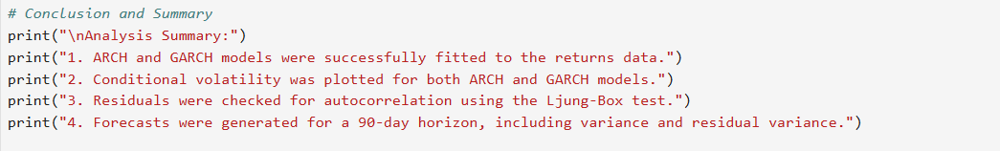 # Conclusion and Summary
print("\nAnalysis Summary:")
print("1. ARCH and GARCH models were successfully fitted to the returns data.")
print("2. Conditional volatility was plotted for both ARCH and GARCH models.")
print("3. Residuals were checked for autocorrelation using the Ljung-Box test.")
print("4. Forecasts were generated for a 90-day horizon, including variance and residual variance.")